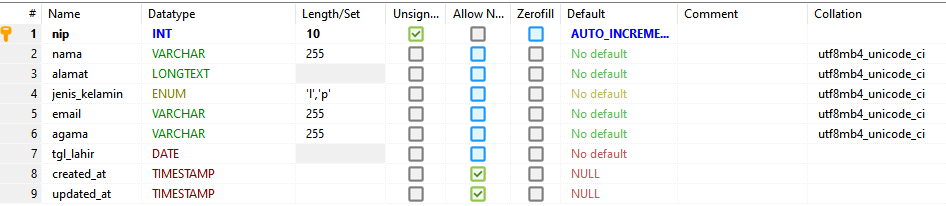 # Name Datatype Length/Set Unsign... Allow N... Zerofill Default Comment Collation
1 nip INT 10 AUTO_INCREME...
2 nama VARCHAR 255 No default utf8mb4_unicode_ci
3 alamat LONGTEXT No default utf8mb4_unicode_ci
4 jenis_kelamin ENUM 'l','p' No default utf8mb4_unicode_ci
5 email VARCHAR 255 No default utf8mb4_unicode_ci
6 agama VARCHAR 255 No default utf8mb4_unicode_ci
7 tgl_lahir DATE No default
8 created_at TIMESTAMP NULL
9 updated_at TIMESTAMP NULL